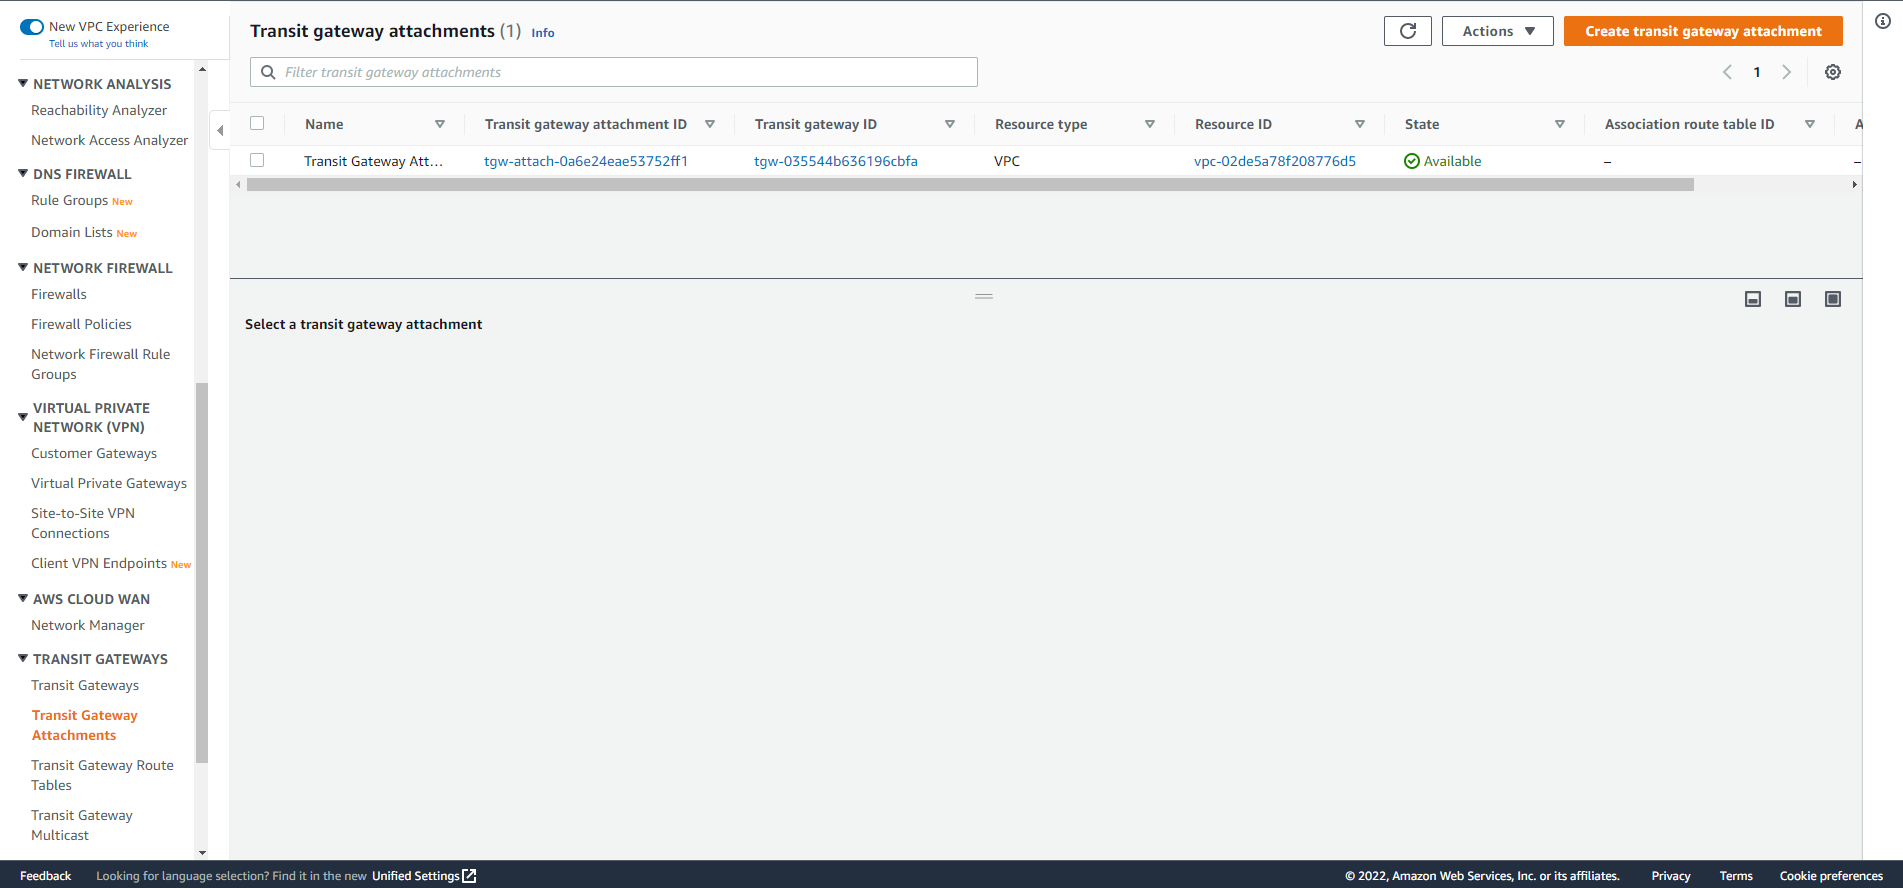 New VPC Experience
Tell us what you think
NETWORK ANALYSIS
Reachability Analyzer
Network Access Analyzer
DNS FIREWALL
Rule Groups New
Domain Lists New
NETWORK FIREWALL
Firewalls
Firewall Policies
Network Firewall Rule
Groups
VIRTUAL PRIVATE
NETWORK (VPN)
Customer Gateways
Virtual Private Gateways
Site-to-Site VPN
Connections
Client VPN Endpoints New
AWS CLOUD WAN
Network Manager
TRANSIT GATEWAYS
Transit Gateways
Transit Gateway
Attachments
Transit Gateway Route
Tables
Transit Gateway
Multicast
Transit gateway attachments (1) Info
Actions
Create transit gateway attachment
Filter transit gateway attachments
1
Name Transit gateway attachment ID Transit gateway ID Resource type Resource ID State Association route table ID A
Transit Gateway Att... tgw-attach-0a6e24eae53752ff1 tgw-035544b636196cbfa VPC vpc-02de5a78f208776d5 Available – –
Select a transit gateway attachment
Feedback Looking for language selection? Find it in the new Unified Settings © 2022, Amazon Web Services, Inc. or its affiliates. Privacy Terms Cookie preferences